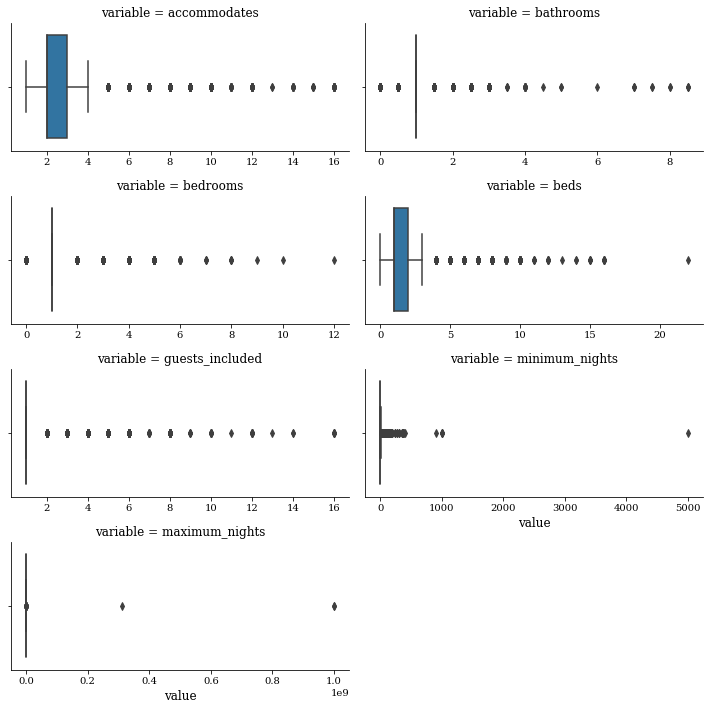 variable = accommodates
2 4 6 8 10 12 14 16
variable = bathrooms
0 2 4 6 8
variable = bedrooms
0 2 4 6 8 10 12
variable = beds
0 5 10 15 20
variable = guests_included
2 4 6 8 10 12 14 16
variable = minimum_nights
0 1000 2000 3000 4000 5000
value
variable = maximum_nights
0.0 0.2 0.4 0.6 0.8 1.0
1e9
value